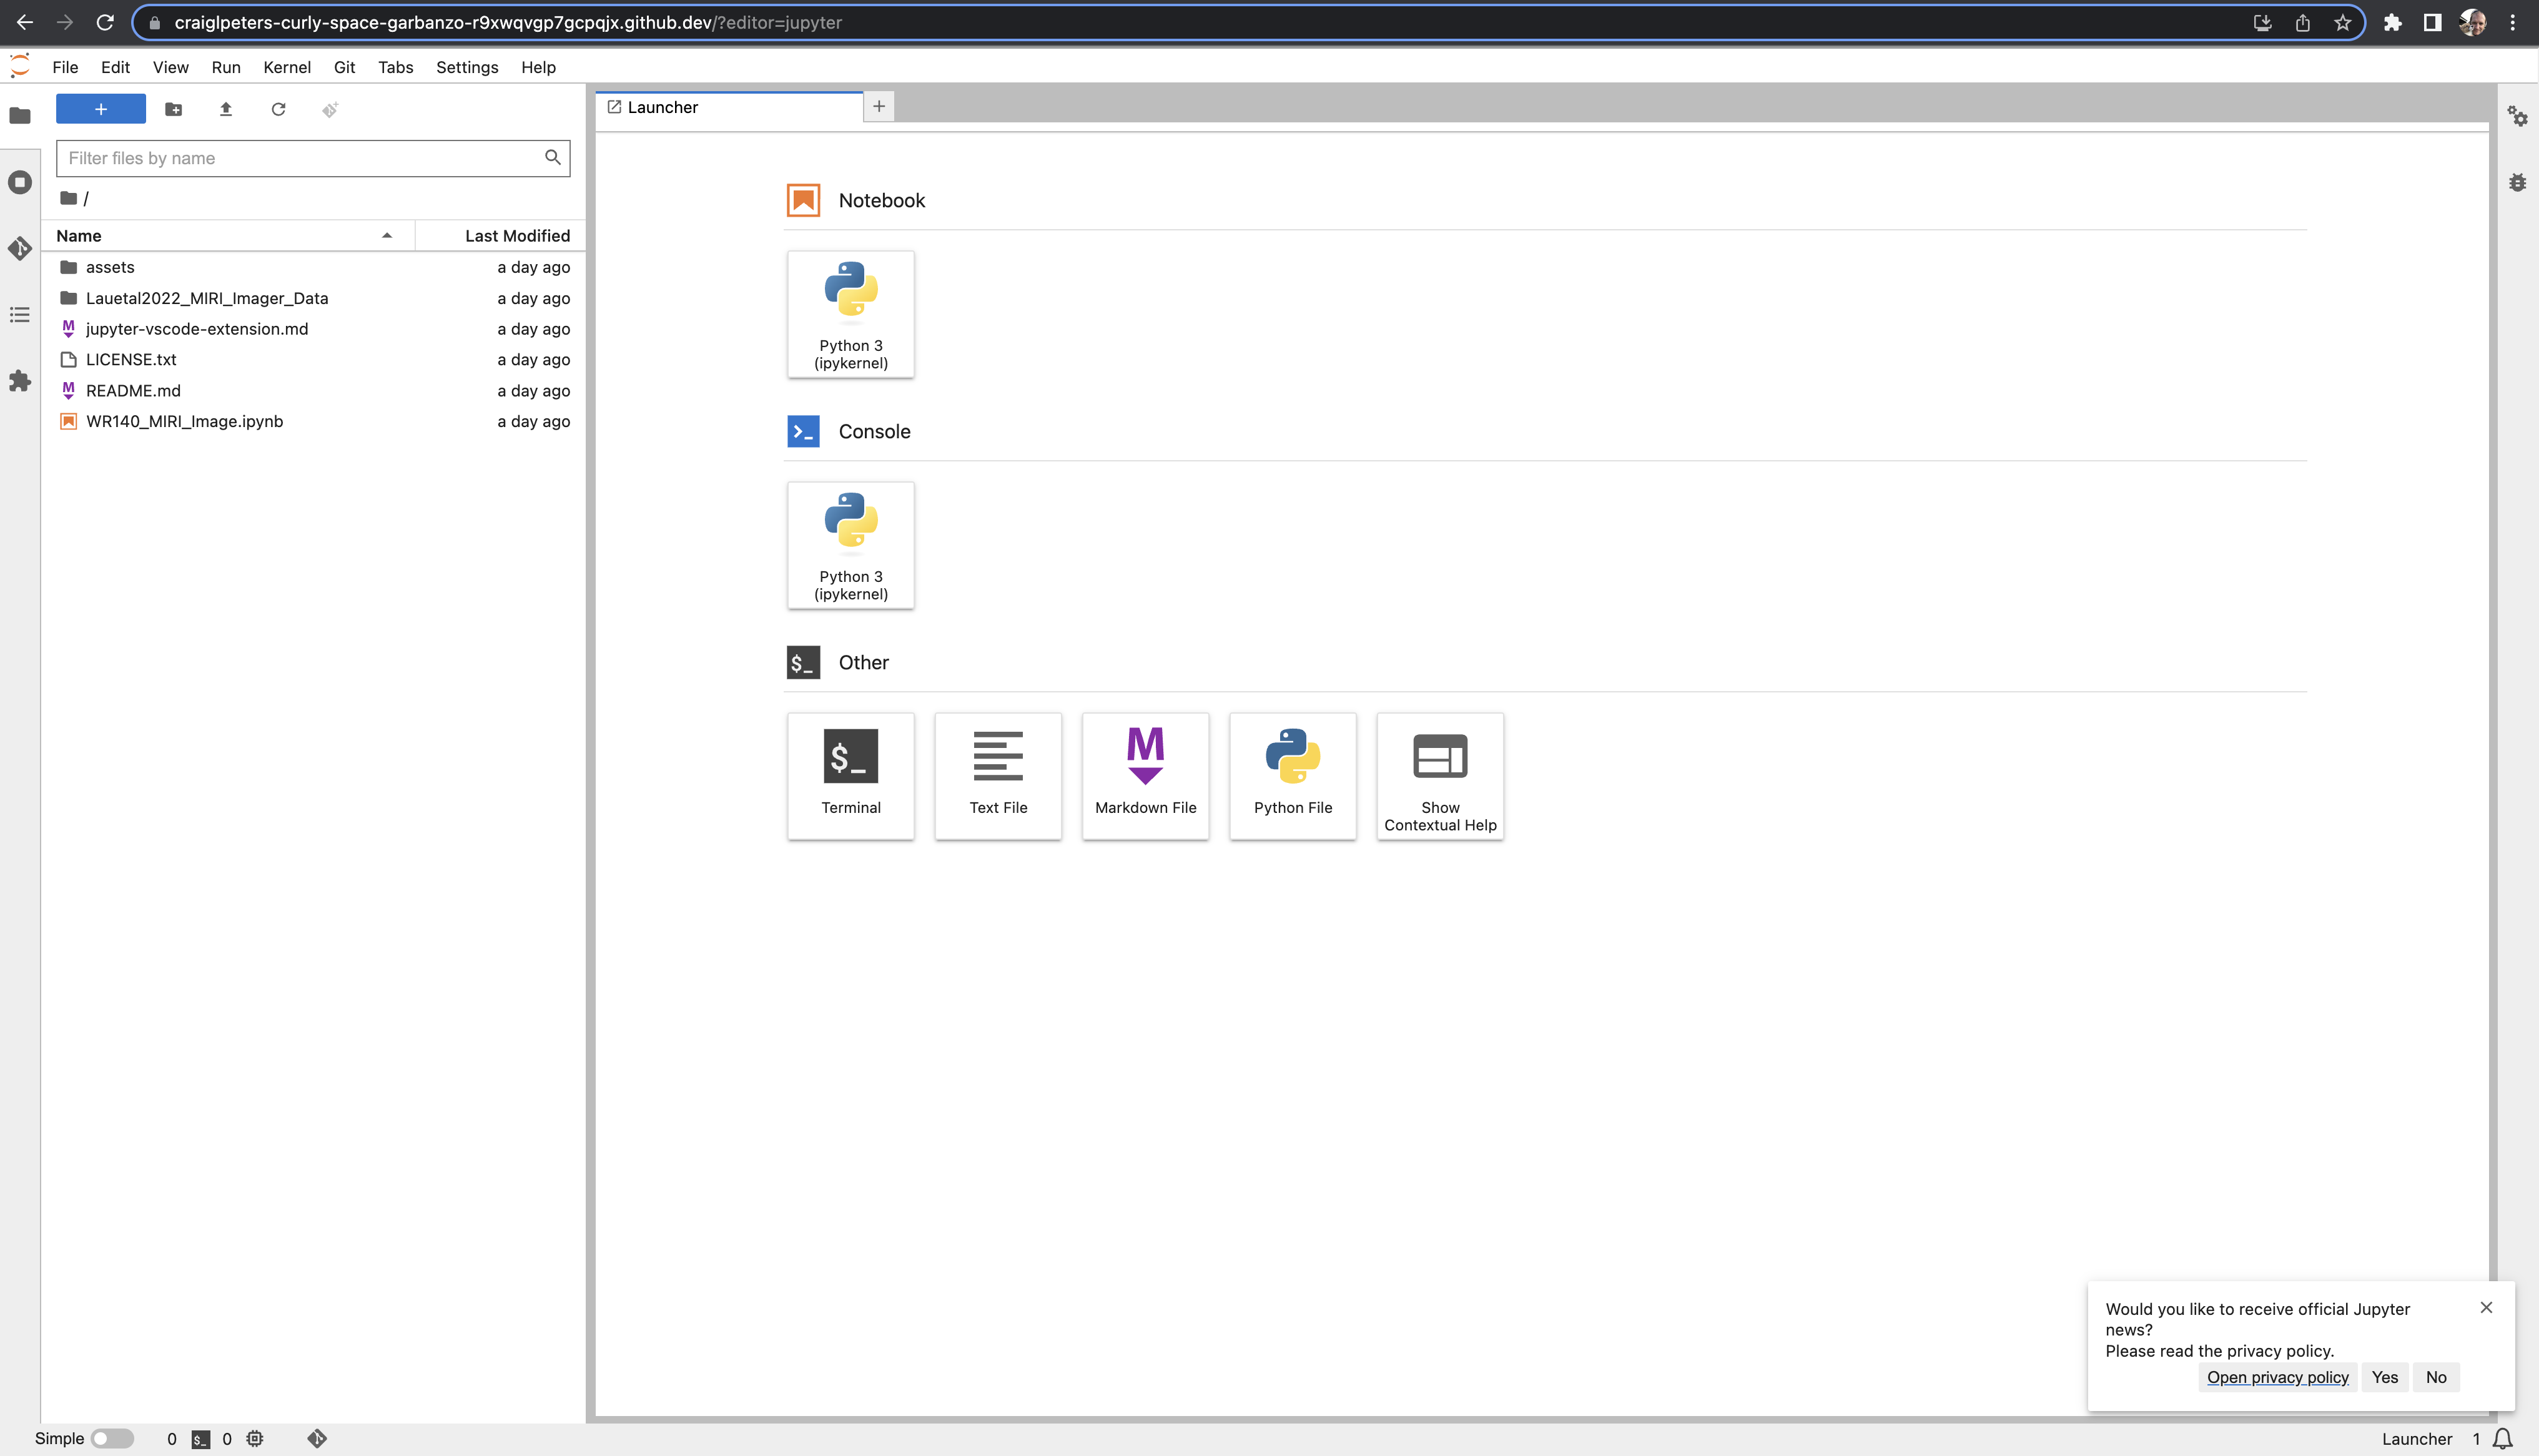 craiglpeters-curly-space-garbanzo-r9xwqvgp7gcpqjx.github.dev/?editor=jupyter
File Edit View Run Kernel Git Tabs Settings Help
+
Filter files by name
/
Name Last Modified
assets a day ago
Lauetal2022_MIRI_Imager_Data a day ago
jupyter-vscode-extension.md a day ago
LICENSE.txt a day ago
README.md a day ago
WR140_MIRI_Image.ipynb a day ago
Launcher +
Notebook
Python 3
(ipykernel)
Console
Python 3
(ipykernel)
$_ Other
$_
Terminal
Text File
M
Markdown File
Python File
Show
Contextual Help
Would you like to receive official Jupyter
news?
Please read the privacy policy.
Open privacy policy Yes No
Simple 0 $_ 0
Launcher 1